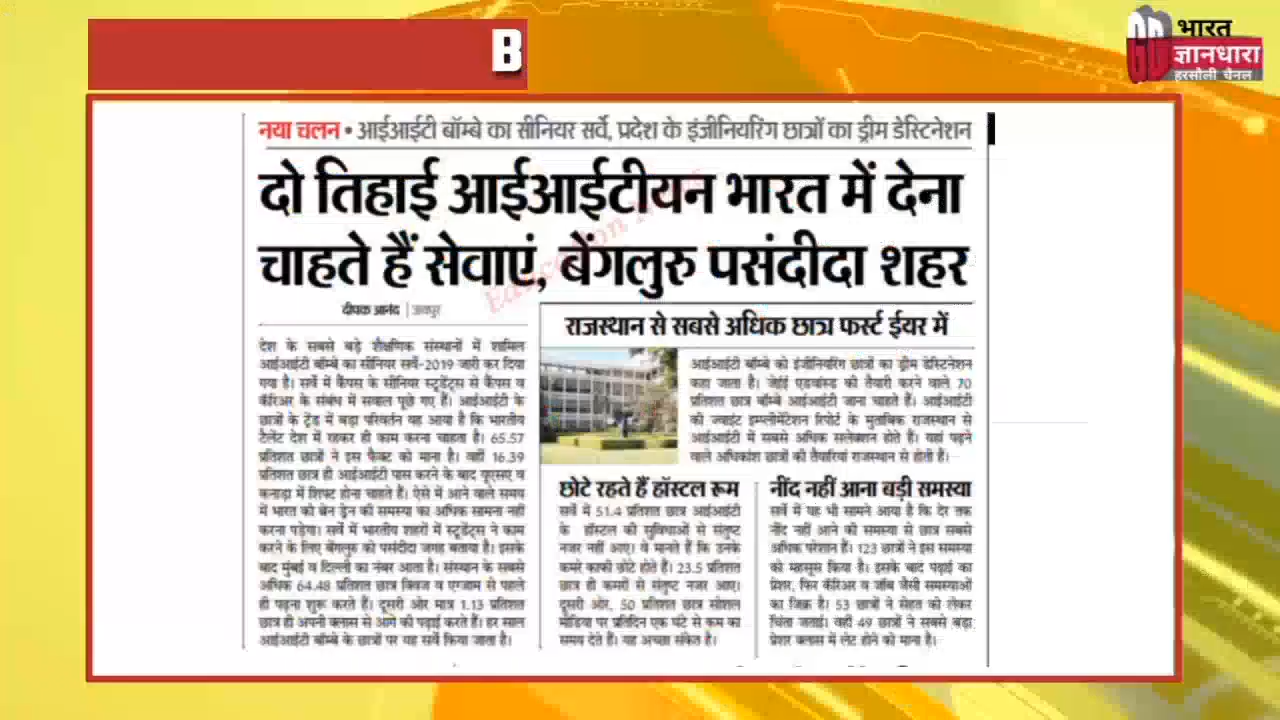 B
भारत
ज्ञानधारा
हरसोली चैनल
नया चलन • आईआईटी बॉम्बे का सीनियर सर्वे, प्रदेश के इंजीनियरिंग छात्रों का ड्रीम डेस्टिनेशन
दो तिहाई आईआईटीयन भारत में देना
चाहते हैं सेवाएं, बेंगलुरु पसंदीदा शहर
दीपक आनंद | जयपुर
देश के सबसे बड़े शैक्षणिक संस्थानों में शामिल
आईआईटी बॉम्बे का सीनियर सर्वे-2019 जारी कर दिया
गया है। सर्वे में कैंपस के सीनियर स्टूडेंट्स से कैंपस व
कॅरिअर के संबंध में सवाल पूछे गए हैं। आईआईटी के
छात्रों के ट्रेंड में बड़ा परिवर्तन यह आया है कि भारतीय
टैलेंट देश में रहकर ही काम करना चाहता है। 65.57
प्रतिशत छात्रों ने इस फैक्ट को माना है। वहीं 16.39
प्रतिशत छात्र ही आईआईटी पास करने के बाद यूएसए व
कनाडा में शिफ्ट होना चाहते हैं। ऐसे में आने वाले समय
में भारत को ब्रेन ड्रेन की समस्या का अधिक सामना नहीं
करना पड़ेगा। सर्वे में भारतीय शहरों में स्टूडेंट्स ने काम
करने के लिए बेंगलुरु को पसंदीदा जगह बताया है। इसके
बाद मुंबई व दिल्ली का नंबर आता है। संस्थान के सबसे
अधिक 64.48 प्रतिशत छात्र क्विज व एग्जाम से पहले
ही पढ़ना शुरू करते हैं। दूसरी ओर मात्र 1.13 प्रतिशत
छात्र ही अपनी क्लास से आगे की पढ़ाई करते हैं। हर साल
आईआईटी बॉम्बे के छात्रों पर यह सर्वे किया जाता है।
राजस्थान से सबसे अधिक छात्र फर्स्ट ईयर में
आईआईटी बॉम्बे को इंजीनियरिंग छात्रों का ड्रीम डेस्टिनेशन
कहा जाता है। जेईई एडवांस्ड की तैयारी करने वाले 70
प्रतिशत छात्र बॉम्बे आईआईटी जाना चाहते हैं। आईआईटी
की ज्वाइंट इम्प्लीमेंटेशन रिपोर्ट के मुताबिक राजस्थान से
आईआईटी में सबसे अधिक सलेक्शन होते हैं। यहां पढ़ने
वाले अधिकांश छात्रों की तैयारियां राजस्थान से होती हैं।
छोटे रहते हैं हॉस्टल रूम
सर्वे में 51.4 प्रतिशत छात्र आईआईटी
के हॉस्टल की सुविधाओं से संतुष्ट
नजर नहीं आए। वे मानते हैं कि उनके
कमरे काफी छोटे होते हैं। 23.5 प्रतिशत
छात्र ही कमरों से संतुष्ट नजर आए।
दूसरी ओर, 50 प्रतिशत छात्र सोशल
मीडिया पर प्रतिदिन एक घंटे से कम का
समय देते हैं। यह अच्छा संकेत है।
नींद नहीं आना बड़ी समस्या
सर्वे में यह भी सामने आया है कि देर तक
नींद नहीं आने की समस्या से छात्र सबसे
अधिक परेशान हैं। 123 छात्रों ने इस समस्या
को महसूस किया है। इसके बाद पढ़ाई का
प्रेशर, फिर कॅरिअर व जॉब जैसी समस्याओं
का जिक्र है। 53 छात्रों ने सेहत को लेकर
चिंता जताई। वहीं 49 छात्रों ने सबसे बड़ा
प्रेशर क्लास में लेट होने को माना है।